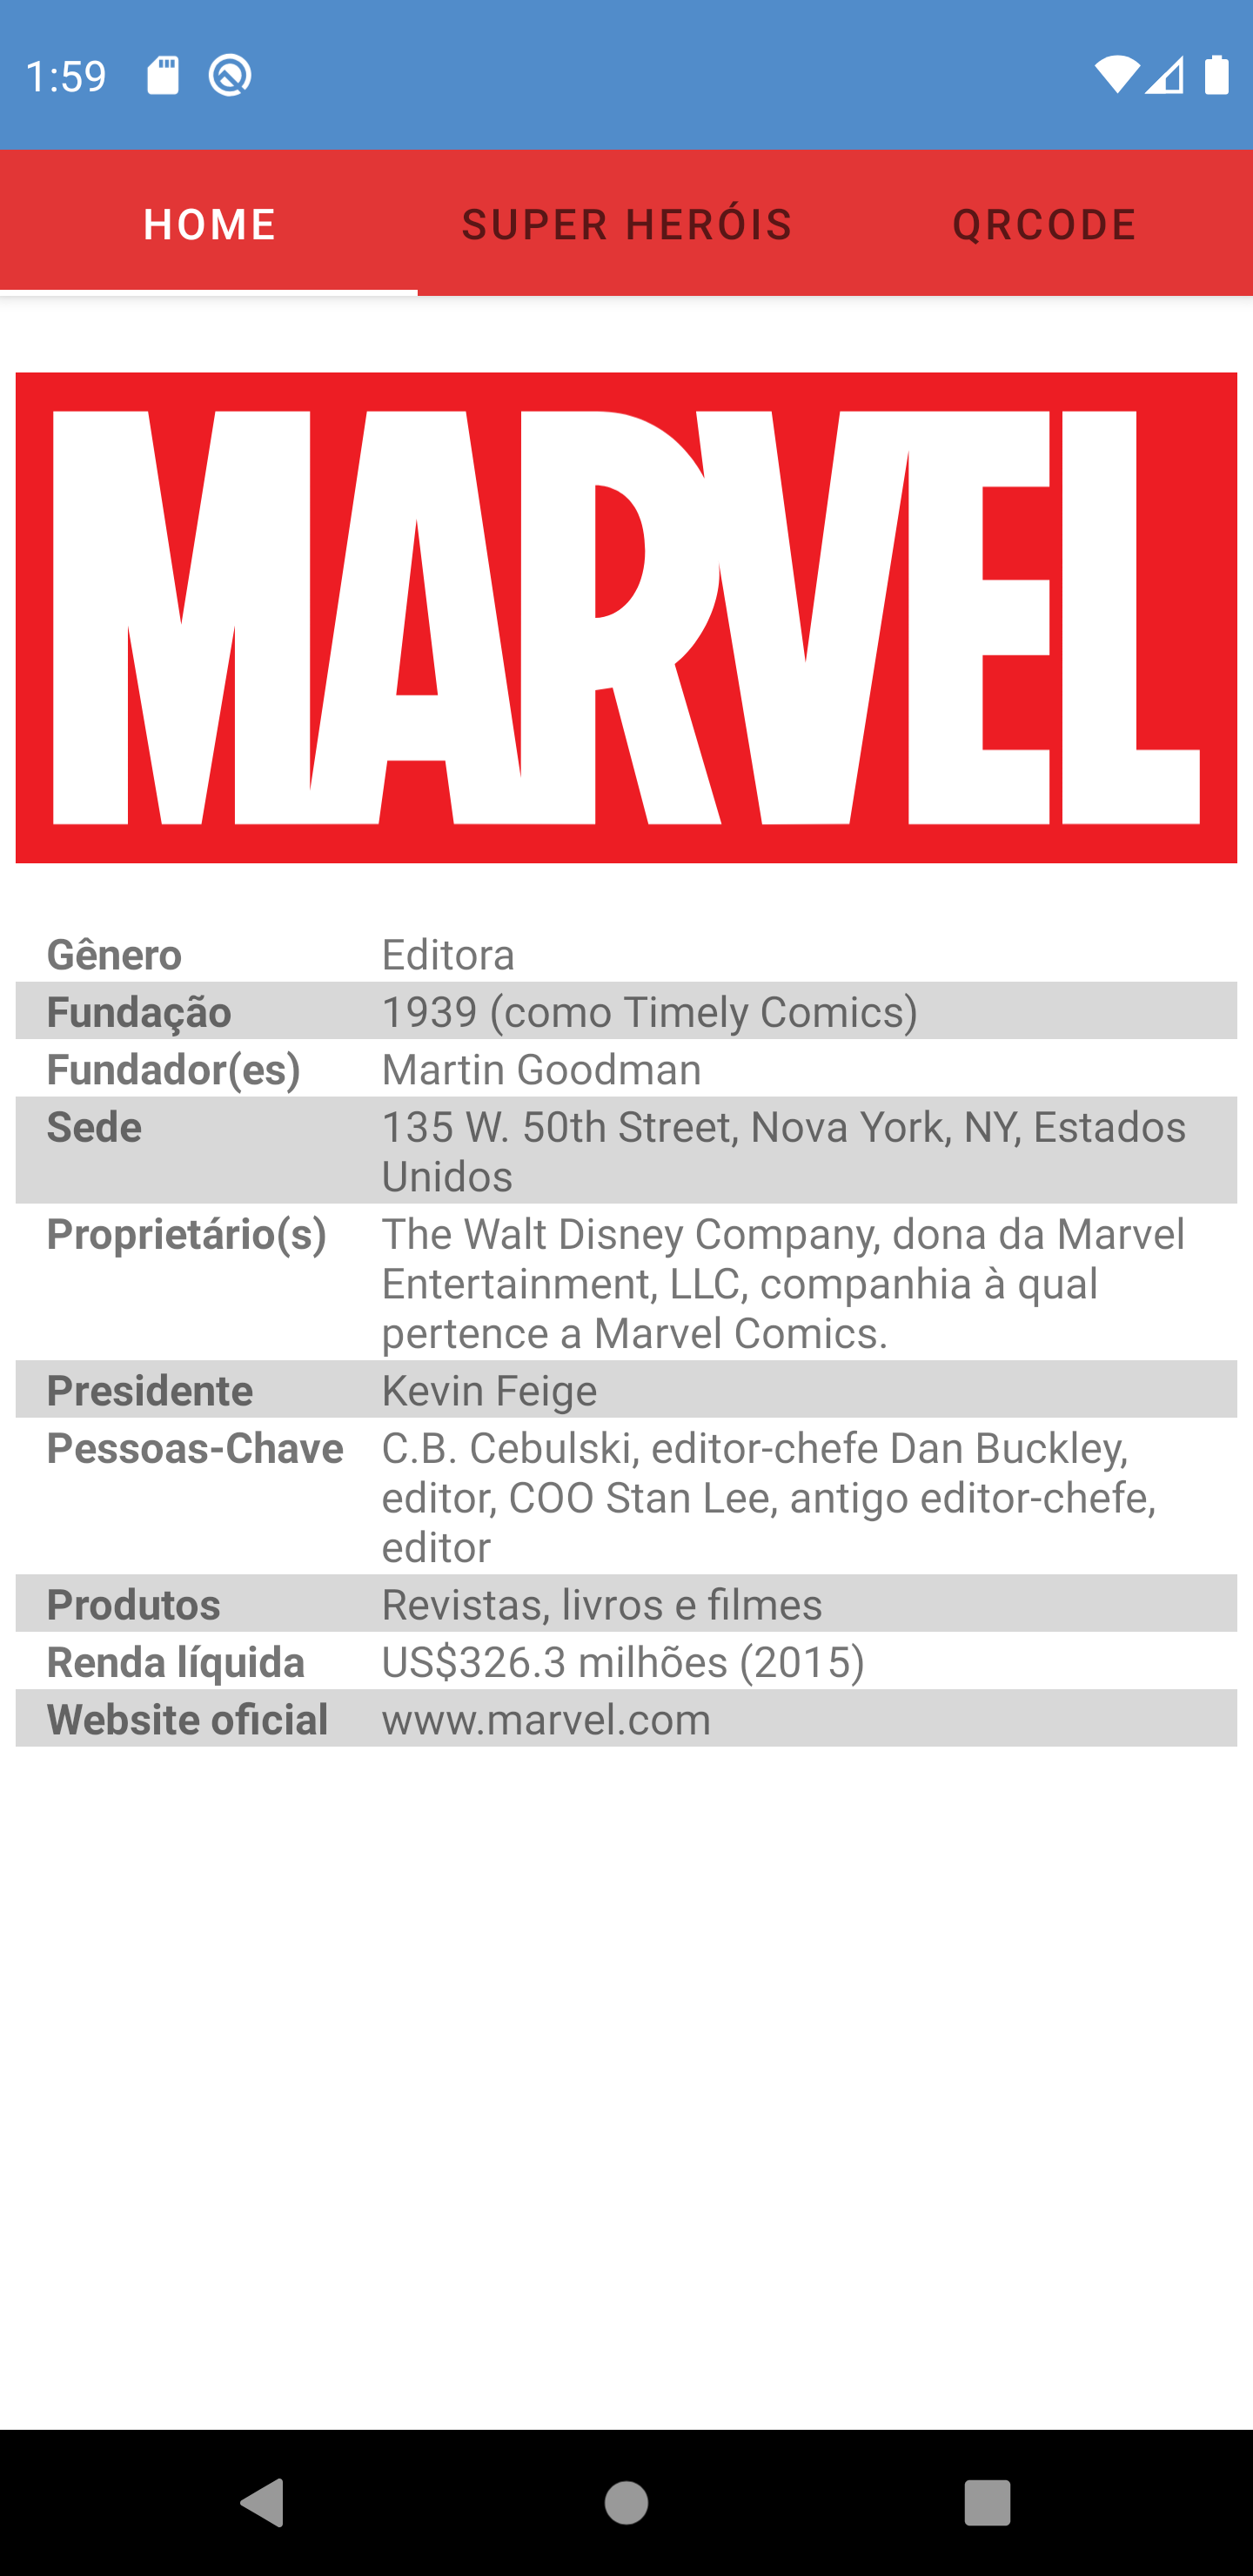 1:59
HOME SUPER HERÓIS QRCODE
MARVEL
Gênero Editora
Fundação 1939 (como Timely Comics)
Fundador(es) Martin Goodman
Sede 135 W. 50th Street, Nova York, NY, Estados
Unidos
Proprietário(s) The Walt Disney Company, dona da Marvel
Entertainment, LLC, companhia à qual
pertence a Marvel Comics.
Presidente Kevin Feige
Pessoas-Chave C.B. Cebulski, editor-chefe Dan Buckley,
editor, COO Stan Lee, antigo editor-chefe,
editor
Produtos Revistas, livros e filmes
Renda líquida US$326.3 milhões (2015)
Website oficial www.marvel.com